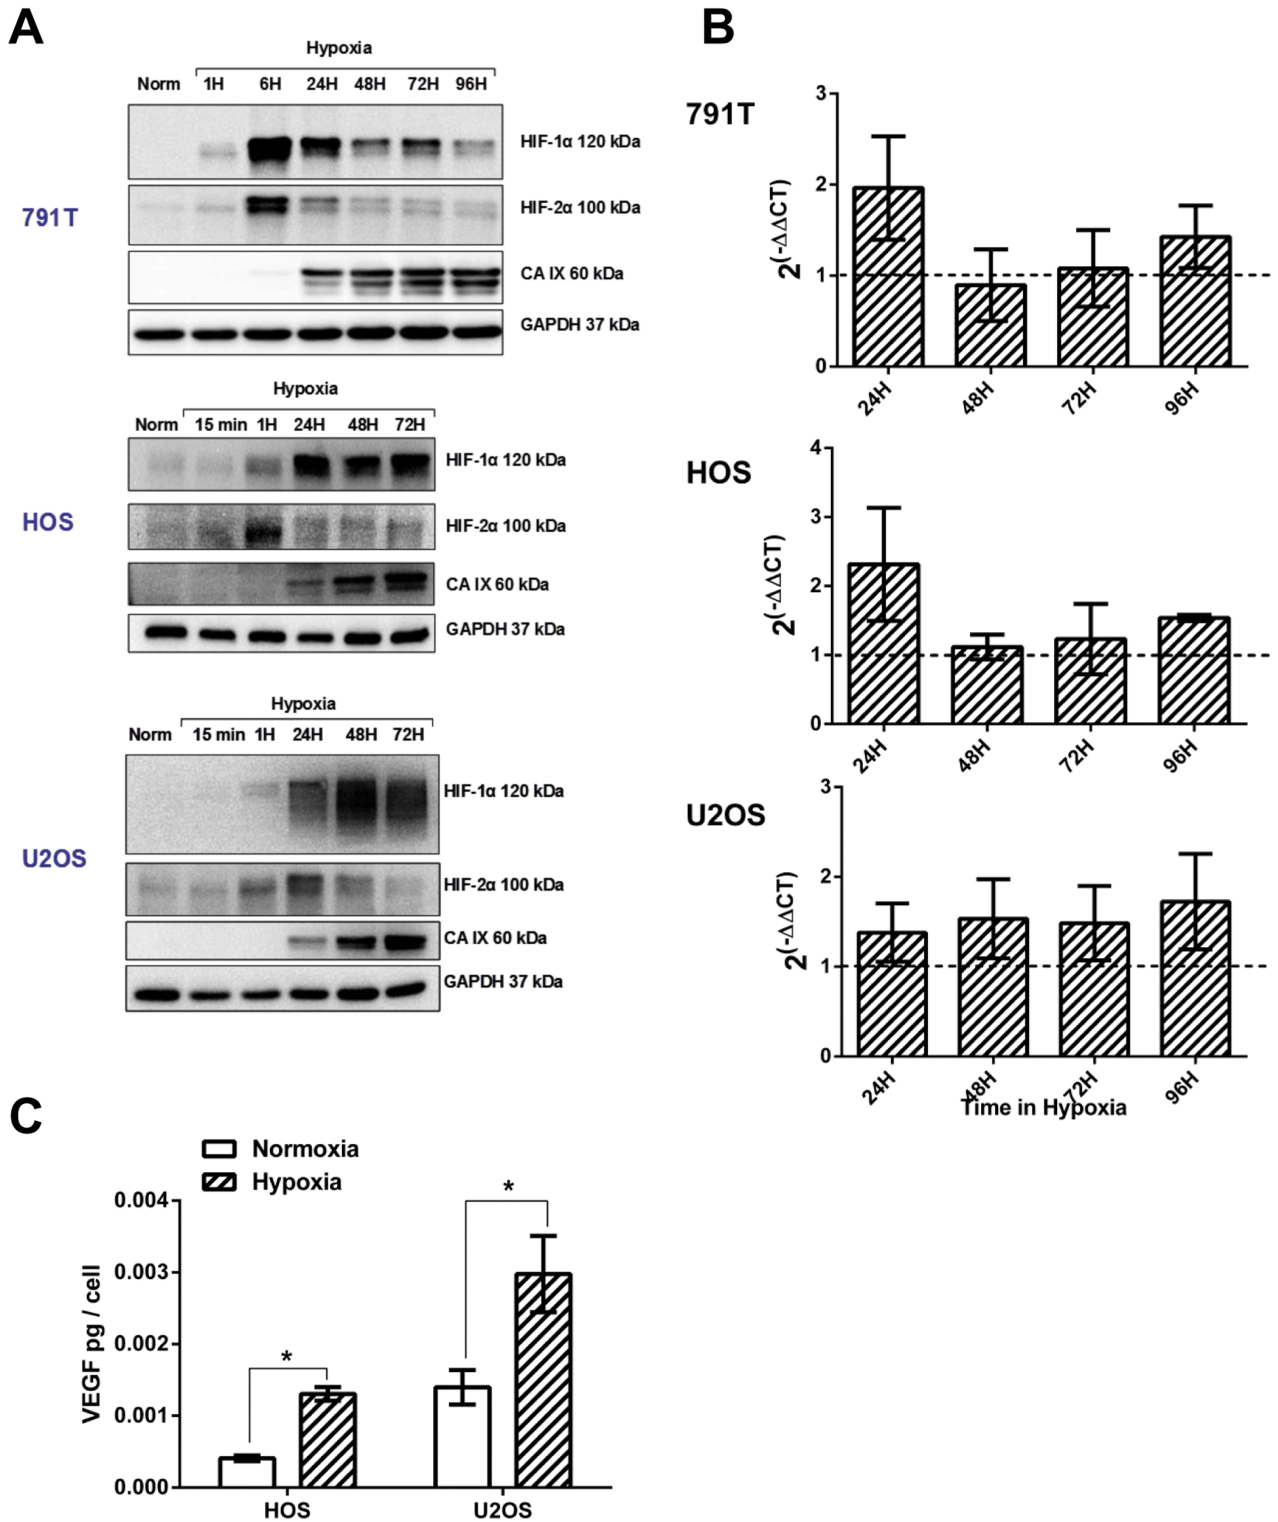 A
Hypoxia
Norm 1H 6H 24H 48H 72H 96H
HIF-1α 120 kDa
791T
HIF-2α 100 kDa
CA IX 60 kDa
GAPDH 37 kDa
Hypoxia
Norm 15 min 1H 24H 48H 72H
HIF-1α 120 kDa
HOS
HIF-2α 100 kDa
CA IX 60 kDa
GAPDH 37 kDa
Hypoxia
Norm 15 min 1H 24H 48H 72H
HIF-1α 120 kDa
U2OS
HIF-2α 100 kDa
CA IX 60 kDa
GAPDH 37 kDa
B
791T
2(-ΔΔCT)
3
2
1
0
24H 48H 72H 96H
HOS
2(-ΔΔCT)
4
3
2
1
0
24H 48H 72H 96H
U2OS
2(-ΔΔCT)
3
2
1
0
24H 48H 72H 96H
Time in Hypoxia
C
Normoxia
Hypoxia
VEGF pg / cell
0.004
0.003
0.002
0.001
0.000
*
*
HOS U2OS